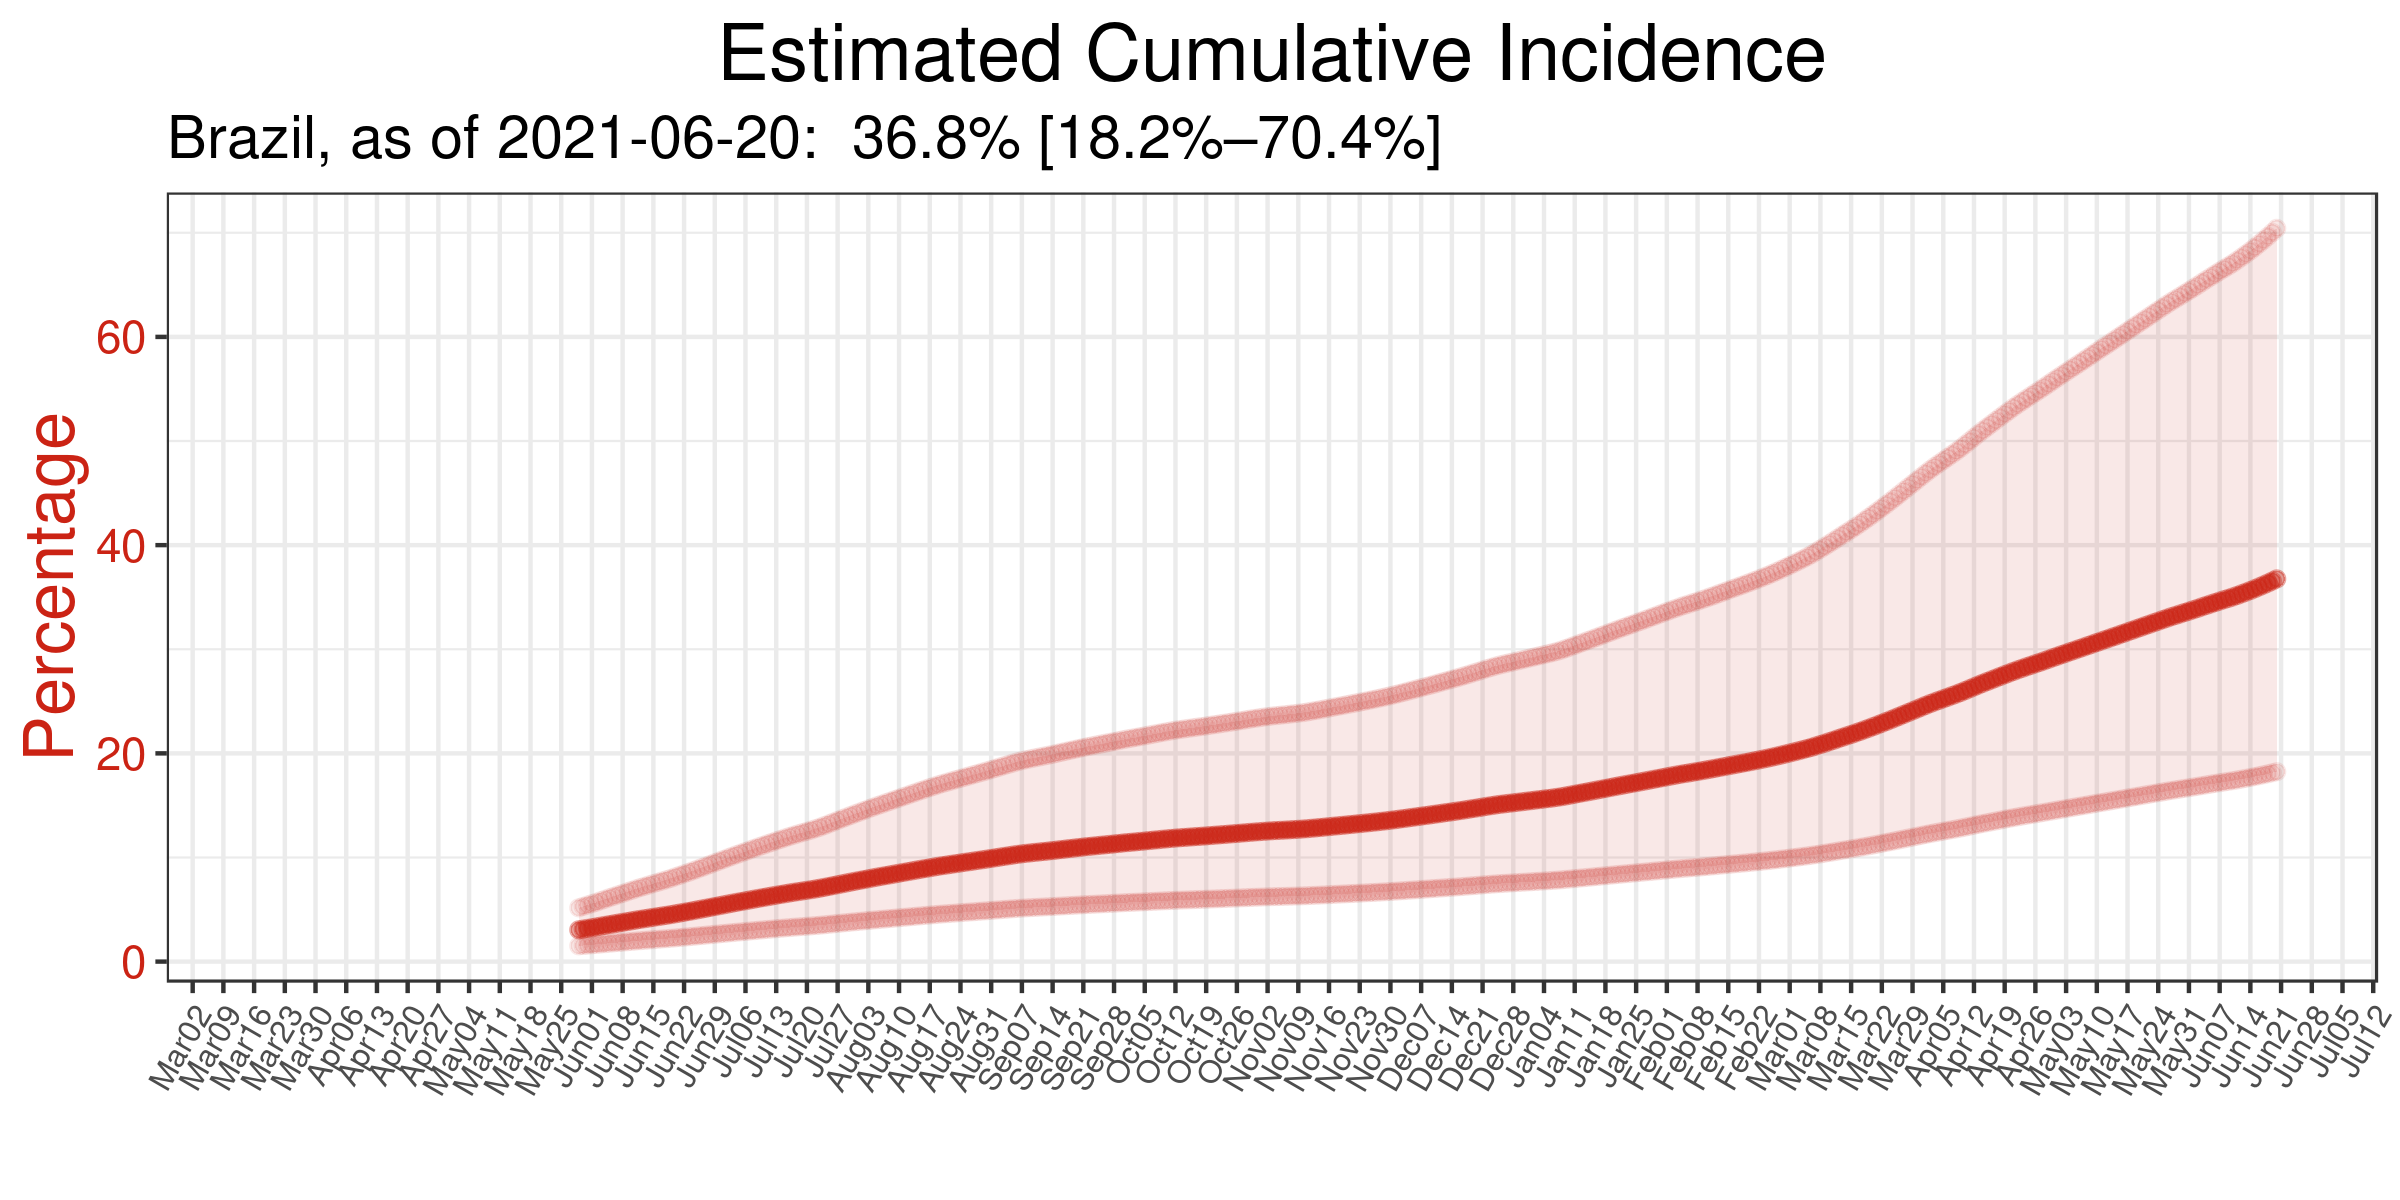 Estimated Cumulative Incidence
Brazil, as of 2021-06-20:  36.8% [18.2%–70.4%]
Percentage
60
40
20
0
Mar02
Mar09
Mar16
Mar23
Mar30
Apr06
Apr13
Apr20
Apr27
May04
May11
May18
May25
Jun01
Jun08
Jun15
Jun22
Jun29
Jul06
Jul13
Jul20
Jul27
Aug03
Aug10
Aug17
Aug24
Aug31
Sep07
Sep14
Sep21
Sep28
Oct05
Oct12
Oct19
Oct26
Nov02
Nov09
Nov16
Nov23
Nov30
Dec07
Dec14
Dec21
Dec28
Jan04
Jan11
Jan18
Jan25
Feb01
Feb08
Feb15
Feb22
Mar01
Mar08
Mar15
Mar22
Mar29
Apr05
Apr12
Apr19
Apr26
May03
May10
May17
May24
May31
Jun07
Jun14
Jun21
Jun28
Jul05
Jul12